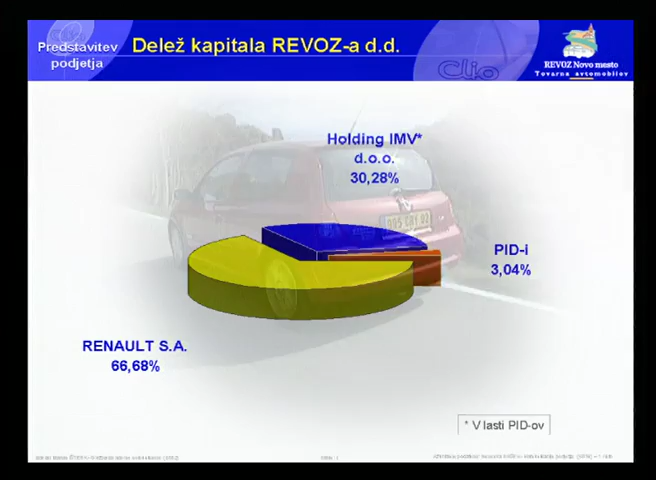 Predstavitev
podjetja
Delež kapitala REVOZ-a d.d.
Clio
REVOZ Novo mesto
Tovarna avtomobilov
Holding IMV*
d.o.o.
30,28%
PID-i
3,04%
RENAULT S.A.
66,68%
* V lasti PID-ov